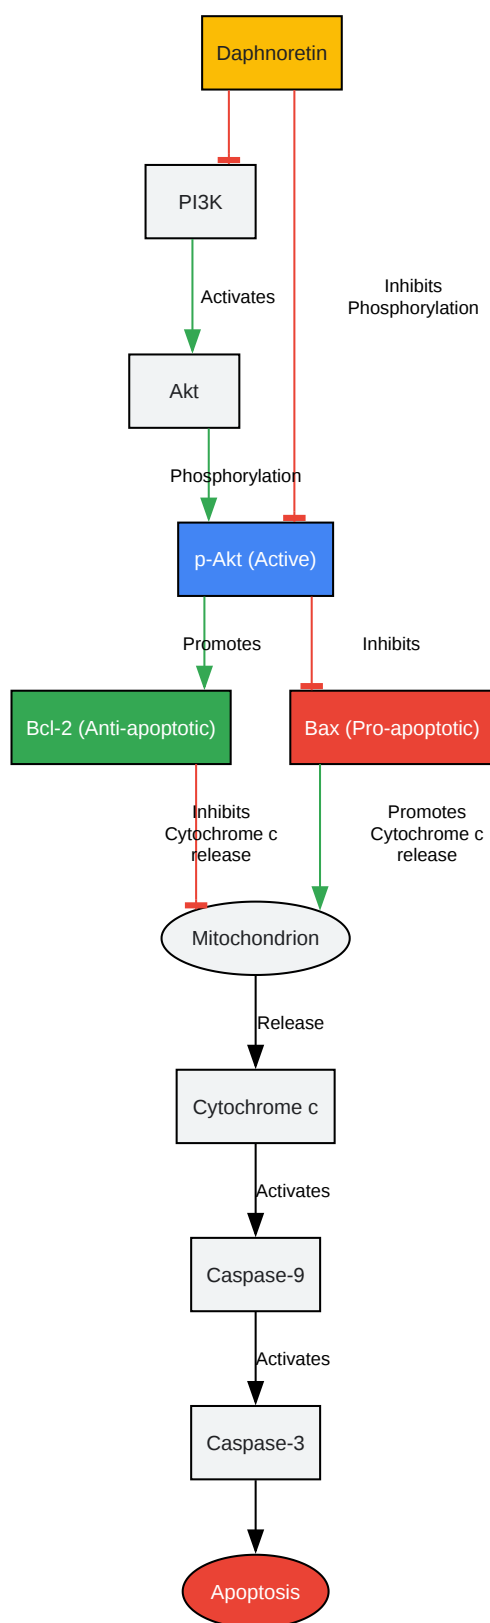 Daphnoretin
PI3K
Inhibits
Phosphorylation
Activates
Akt
Phosphorylation
p-Akt (Active)
Promotes
Inhibits
Bcl-2 (Anti-apoptotic)
Bax (Pro-apoptotic)
Inhibits
Cytochrome c
release
Promotes
Cytochrome c
release
Mitochondrion
Release
Cytochrome c
Activates
Caspase-9
Activates
Caspase-3
Apoptosis